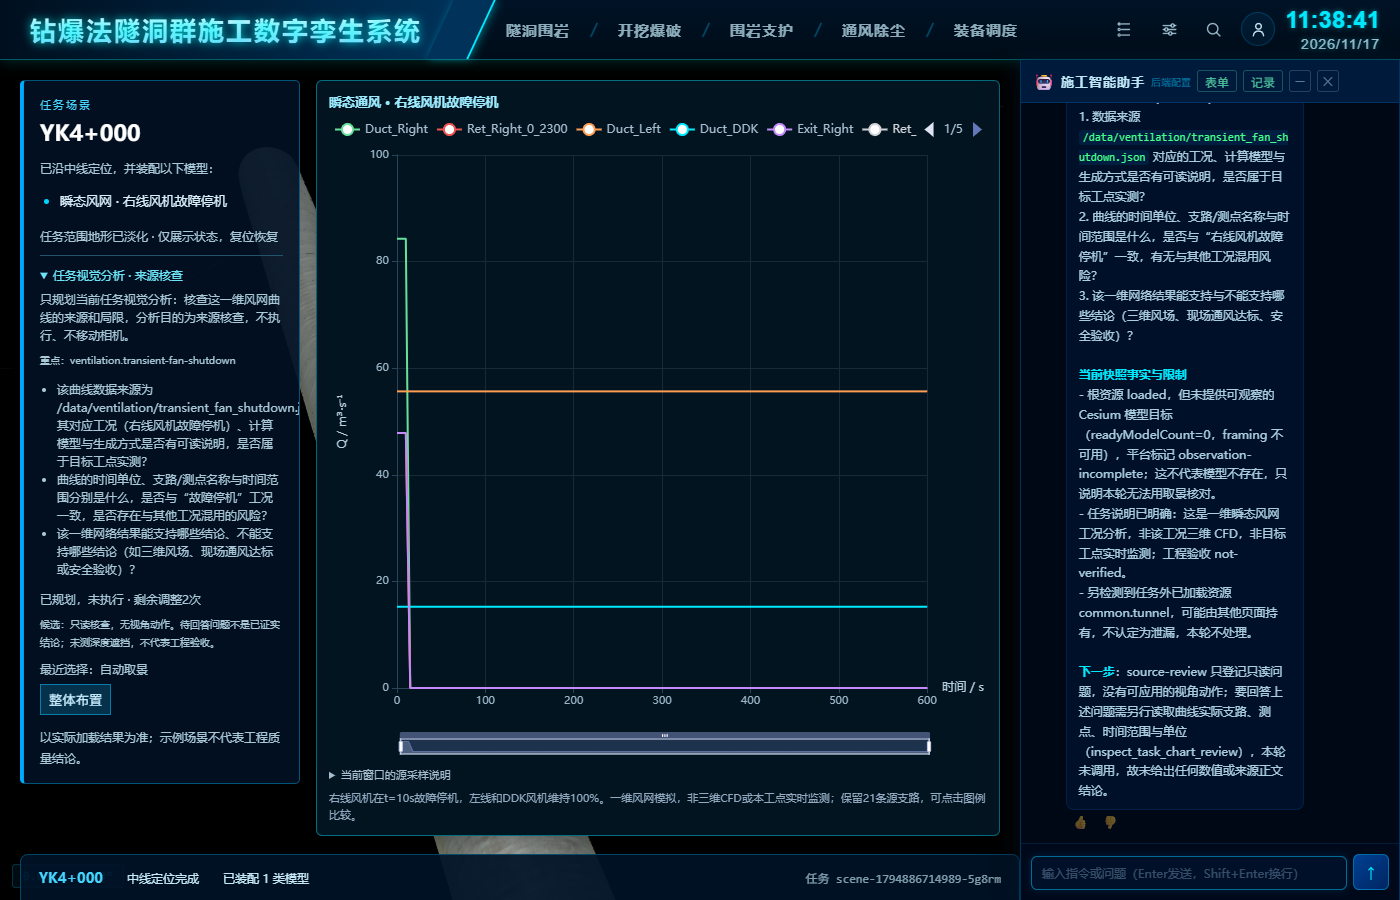 钻爆法隧洞群施工数字孪生系统
隧洞围岩 / 开挖爆破 / 围岩支护 / 通风除尘 / 装备调度
11:38:41
2026/11/17
任务场景
YK4+000
已沿中线定位，并装配以下模型：
瞬态风网 · 右线风机故障停机
任务范围地形已淡化 · 仅展示状态，复位恢复
▼ 任务视觉分析 · 来源核查
只规划当前任务视觉分析：核查这一维风网曲
线的来源和局限，分析目的为来源核查，不执
行、不移动相机。
重点：ventilation.transient-fan-shutdown
• 该曲线数据来源为
/data/ventilation/transient_fan_shutdown.j
其对应工况（右线风机故障停机）、计算
模型与生成方式是否有可读说明，是否属
于目标工点实测？
• 曲线的时间单位、支路/测点名称与时间范
围分别是什么，是否与“故障停机”工况
一致，是否存在与其他工况混用的风险？
• 该一维网络结果能支持哪些结论、不能支
持哪些结论（如三维风场、现场通风达标
或安全验收）？
已规划，未执行 · 剩余调整2次
候选：只读核查，无视角动作。待回答问题不是已证实
结论；未测深度遮挡，不代表工程验收。
最近选择：自动取景
整体布置
以实际加载结果为准；示例场景不代表工程质
量结论。
瞬态通风 • 右线风机故障停机
Duct_Right Ret_Right_0_2300 Duct_Left Duct_DDK Exit_Right Ret_ 1/5
100
80
60
40
20
0
Q / m³·s⁻¹
0 100 200 300 400 500 600
时间 / s
▶ 当前窗口的源采样说明
右线风机在t=10s故障停机，左线和DDK风机维持100%。一维风网模拟，非三维CFD或本工点实时监测；保留21条源支路，可点击图例
比较。
施工智能助手 后端配置 表单 记录
1. 数据来源
/data/ventilation/transient_fan_sh
utdown.json 对应的工况、计算模型与
生成方式是否有可读说明，是否属于目
标工点实测？
2. 曲线的时间单位、支路/测点名称与时
间范围是什么，是否与“右线风机故障
停机”一致，有无与其他工况混用风
险？
3. 该一维网络结果能支持与不能支持哪
些结论（三维风场、现场通风达标、安
全验收）？
当前快照事实与限制
- 根资源 loaded，但未提供可观察的
Cesium 模型目标
（readyModelCount=0，framing 不
可用），平台标记 observation-
incomplete；这不代表模型不存在，只
说明本轮无法用取景核对。
- 任务说明已明确：这是一维瞬态风网
工况分析，非该工况三维 CFD，非目标
工点实时监测；工程验收 not-
verified。
- 另检测到任务外已加载资源
common.tunnel，可能由其他页面持
有，不认定为泄漏，本轮不处理。
下一步：source-review 只登记只读问
题，没有可应用的视角动作；要回答上
述问题需另行读取曲线实际支路、测
点、时间范围与单位
（inspect_task_chart_review），本轮
未调用，故未给出任何数值或来源正文
结论。
输入指令或问题（Enter发送，Shift+Enter换行）
YK4+000 中线定位完成 已装配 1 类模型
任务 scene-1794886714989-5g8rm